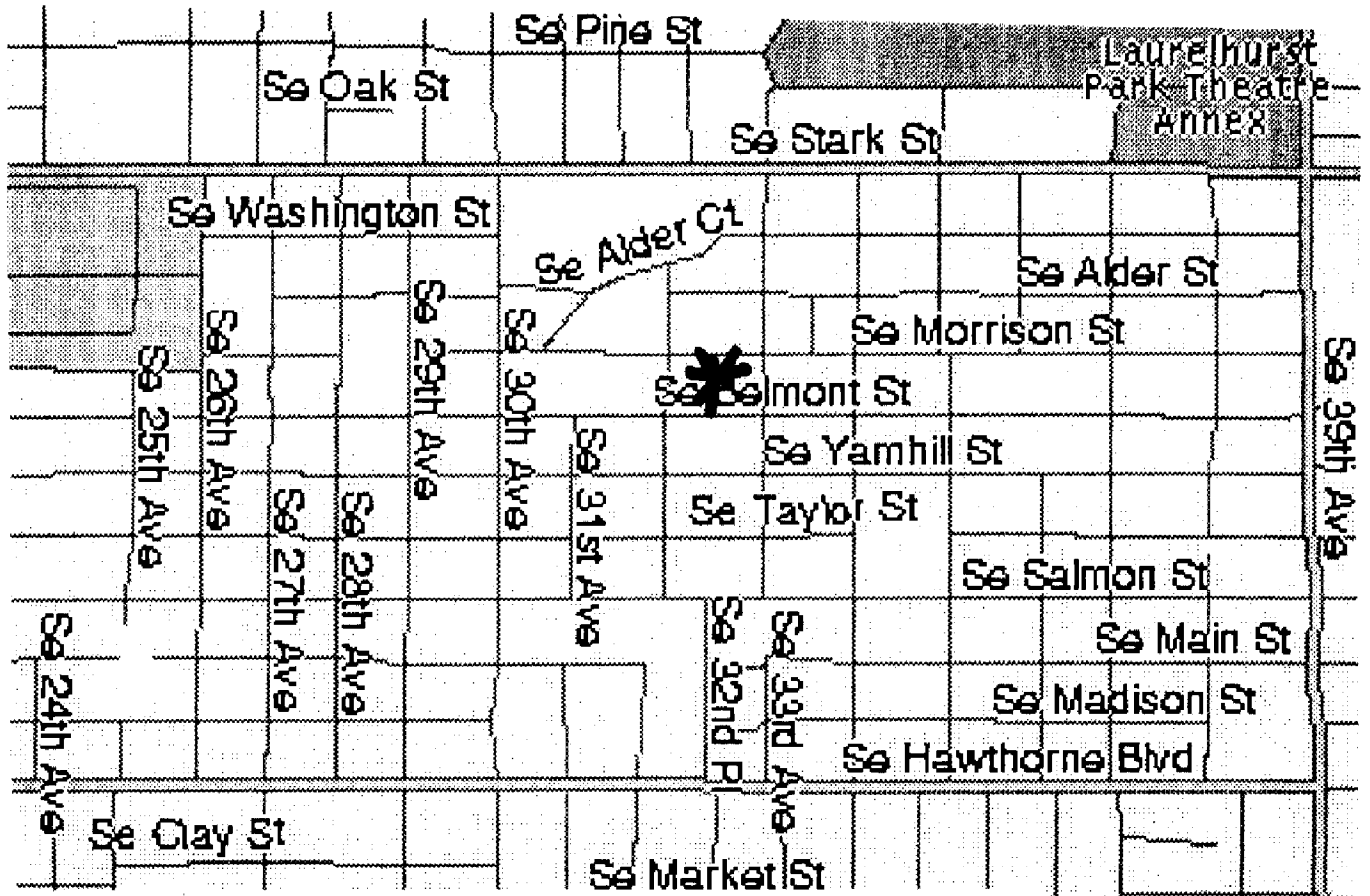 Se Pine St
Laurelhurst
Park Theatre
Annex
Se Oak St
Se Stark St
Se Washington St
Se Alder Ct
Se Alder St
Se Morrison St
Se 29th Ave
Se 26th Ave
Se 30th Ave
Se 25th Ave
Se 39th Ave
Se Belmont St
Se Yamhill St
Se 31st Ave
Se Taylor St
Se 27th Ave
Se 28th Ave
Se Salmon St
Se 24th Ave
Se 32nd Pl
Se 33rd Ave
Se Main St
Se Madison St
Se Hawthorne Blvd
Se Clay St
Se Market St